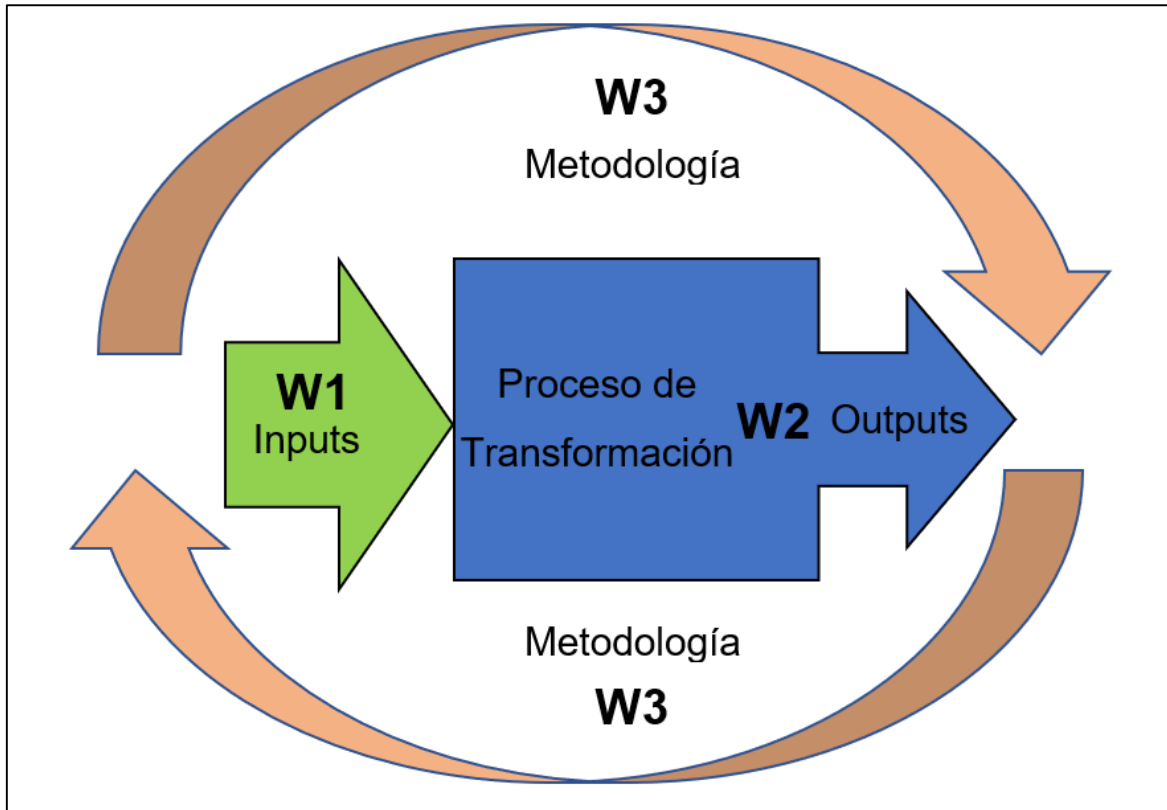 W3
Metodología
W1
Inputs
Proceso de
Transformación
W2 Outputs
Metodología
W3